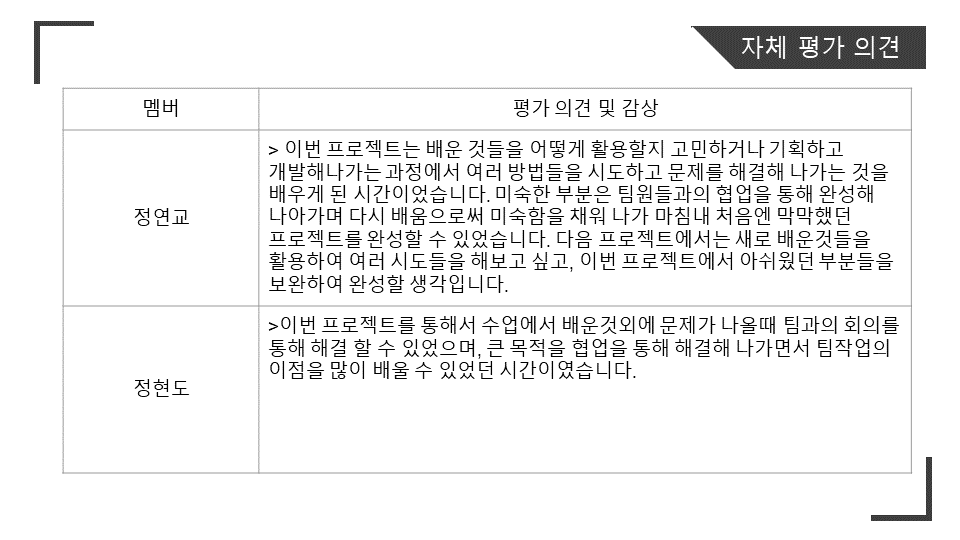 자체 평가 의견
멤버
평가 의견 및 감상
정연교
> 이번 프로젝트는 배운 것들을 어떻게 활용할지 고민하거나 기획하고
개발해나가는 과정에서 여러 방법들을 시도하고 문제를 해결해 나가는 것을
배우게 된 시간이었습니다. 미숙한 부분은 팀원들과의 협업을 통해 완성해
나아가며 다시 배움으로써 미숙함을 채워 나가 마침내 처음엔 막막했던
프로젝트를 완성할 수 있었습니다. 다음 프로젝트에서는 새로 배운것들을
활용하여 여러 시도들을 해보고 싶고, 이번 프로젝트에서 아쉬웠던 부분들을
보완하여 완성할 생각입니다.
정현도
>이번 프로젝트를 통해서 수업에서 배운것외에 문제가 나올때 팀과의 회의를
통해 해결 할 수 있었으며, 큰 목적을 협업을 통해 해결해 나가면서 팀작업의
이점을 많이 배울 수 있었던 시간이였습니다.